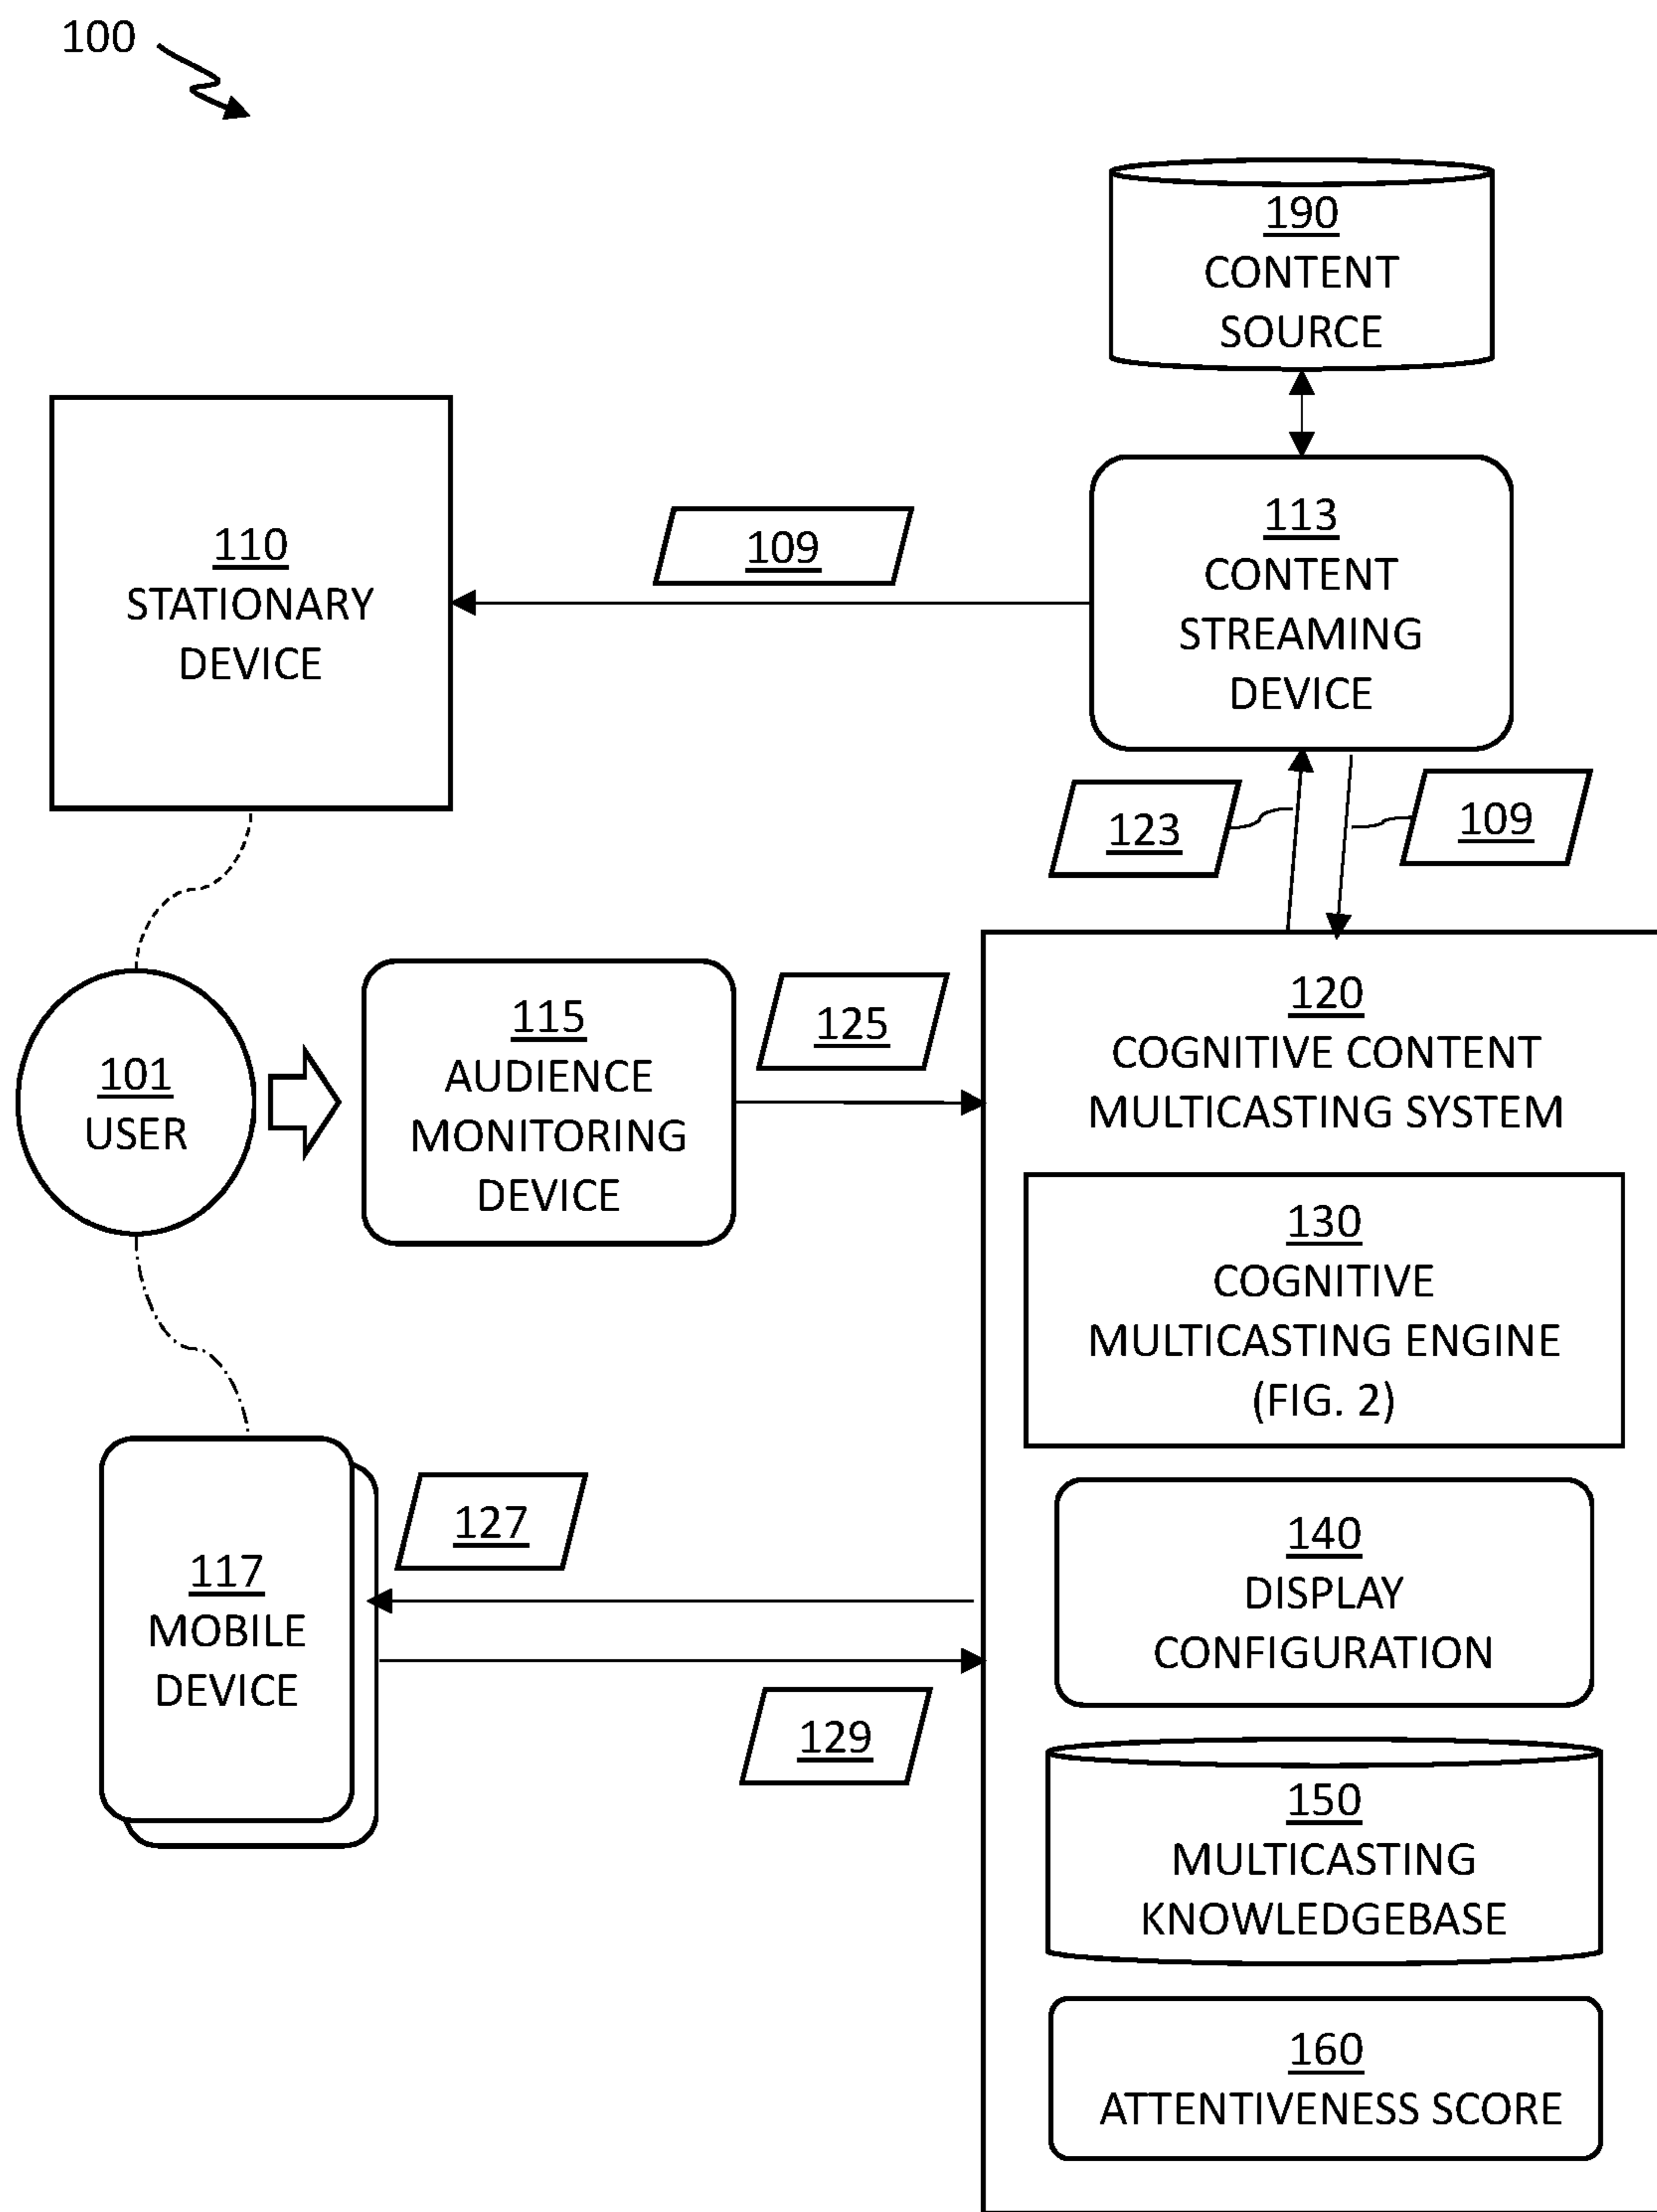 100
190
CONTENT
SOURCE
110
STATIONARY
DEVICE
109
113
CONTENT
STREAMING
DEVICE
123
109
101
USER
115
AUDIENCE
MONITORING
DEVICE
125
120
COGNITIVE CONTENT
MULTICASTING SYSTEM
130
COGNITIVE
MULTICASTING ENGINE
(FIG. 2)
117
MOBILE
DEVICE
127
129
140
DISPLAY
CONFIGURATION
150
MULTICASTING
KNOWLEDGEBASE
160
ATTENTIVENESS SCORE